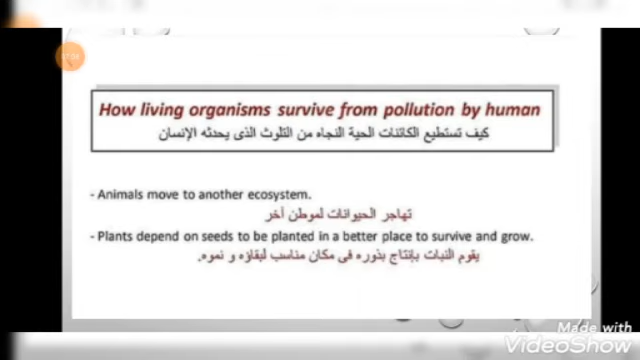 How living organisms survive from pollution by human
كيف تستطيع الكائنات الحية النجاه من التلوث الذى يحدثه الإنسان
- Animals move to another ecosystem.
تهاجر الحيوانات لموطن آخر
- Plants depend on seeds to be planted in a better place to survive and grow.
يقوم النبات بإنتاج بذوره فى مكان مناسب لبقاؤه و نموه.
Made with
VideoShow